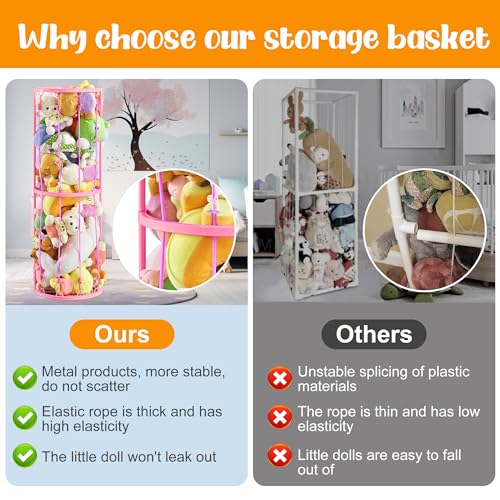 Why choose our storage basket
Ours
Metal products, more stable,
do not scatter
Elastic rope is thick and has
high elasticity
The little doll won't leak out
Others
Unstable splicing of plastic
materials
The rope is thin and has low
elasticity
Little dolls are easy to fall
out of